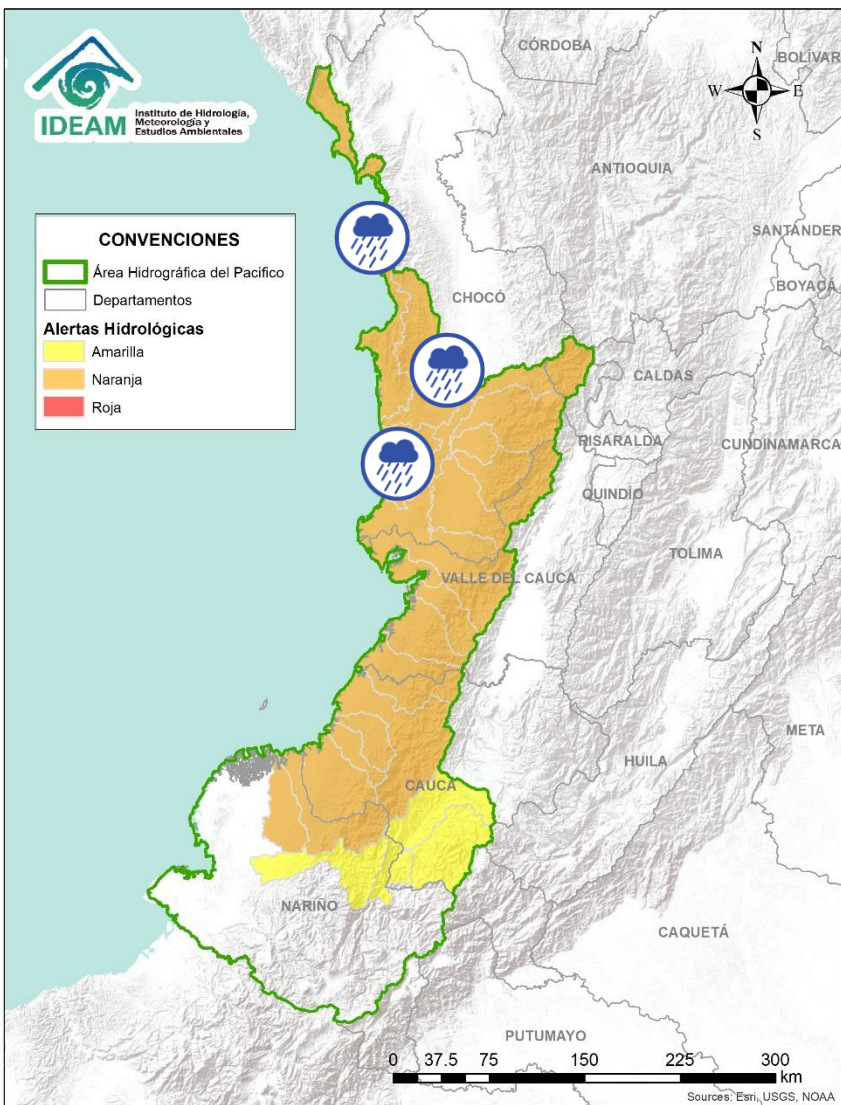 IDEAM
Instituto de Hidrología,
Meteorología y
Estudios Ambientales
N
W
E
S
CONVENCIONES
Área Hidrográfica del Pacifico
Departamentos
Alertas Hidrológicas
Amarilla
Naranja
Roja
CÓRDOBA
BOLÍVAR
ANTIOQUIA
SANTANDER
BOYACÁ
CHOCÓ
CALDAS
RISARALDA
CUNDINAMARCA
QUINDÍO
TOLIMA
VALLE DEL CAUCA
META
HUILA
CAUCA
NARIÑO
CAQUETÁ
PUTUMAYO
0 37.5 75 150 225 300
km
Sources: Esri, USGS, NOAA